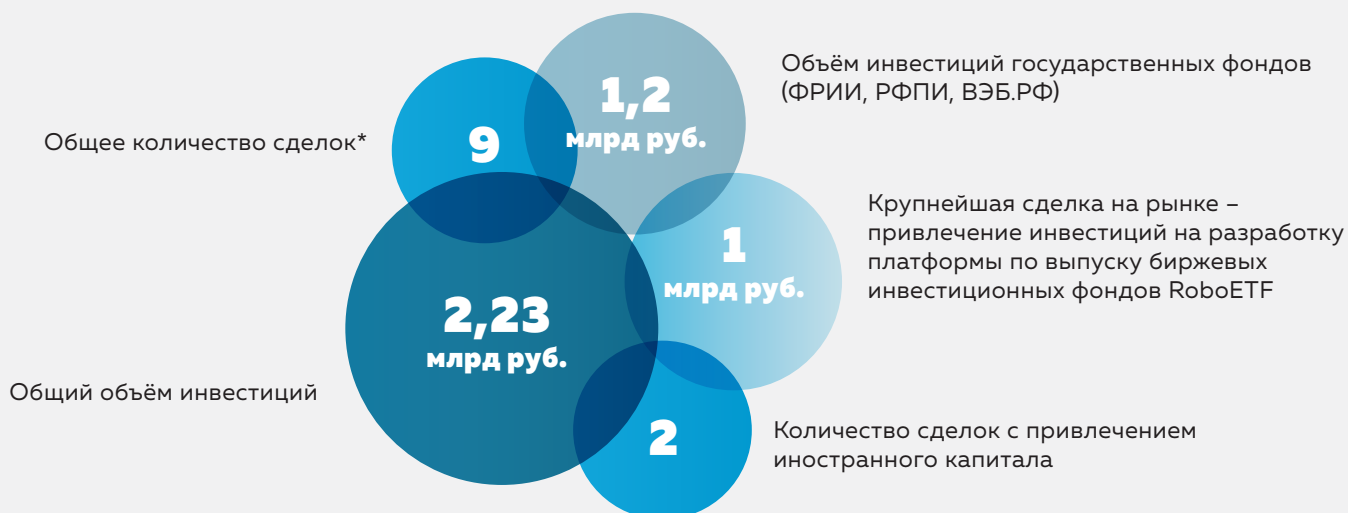 Общее количество сделок*
9
1,2
млрд руб.
Объём инвестиций государственных фондов
(ФРИИ, РФПИ, ВЭБ.РФ)
1
млрд руб.
Крупнейшая сделка на рынке –
привлечение инвестиций на разработку
платформы по выпуску биржевых
инвестиционных фондов RoboETF
Общий объём инвестиций
2,23
млрд руб.
2
Количество сделок с привлечением
иностранного капитала